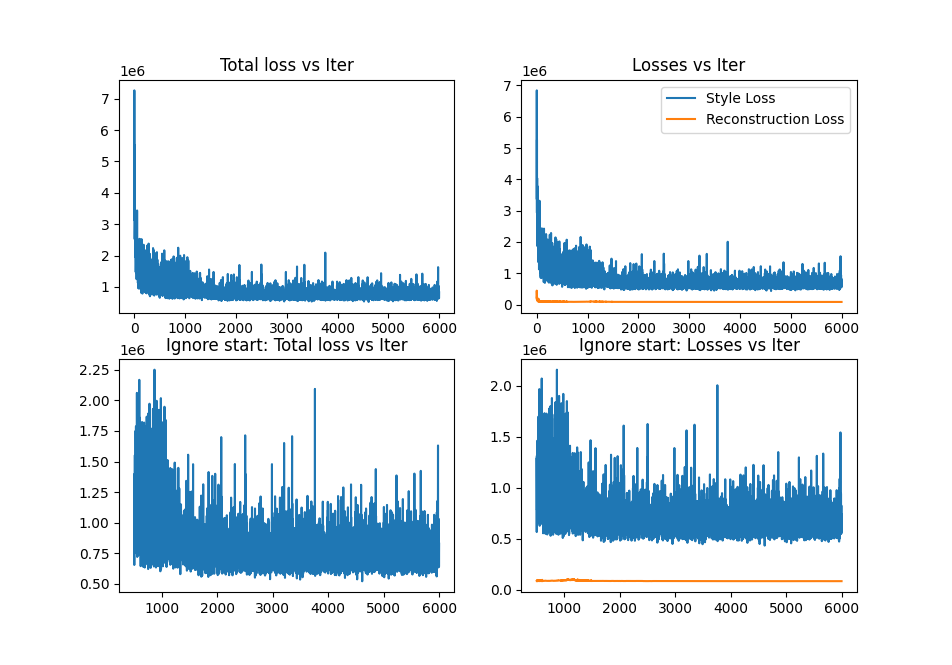 Total loss vs Iter
1e6
7
6
5
4
3
2
1
0 1000 2000 3000 4000 5000 6000
Losses vs Iter
1e6
Style Loss
Reconstruction Loss
7
6
5
4
3
2
1
0
0 1000 2000 3000 4000 5000 6000
Ignore start: Total loss vs Iter
1e6
2.25
2.00
1.75
1.50
1.25
1.00
0.75
0.50
1000 2000 3000 4000 5000 6000
Ignore start: Losses vs Iter
1e6
2.0
1.5
1.0
0.5
0.0
1000 2000 3000 4000 5000 6000